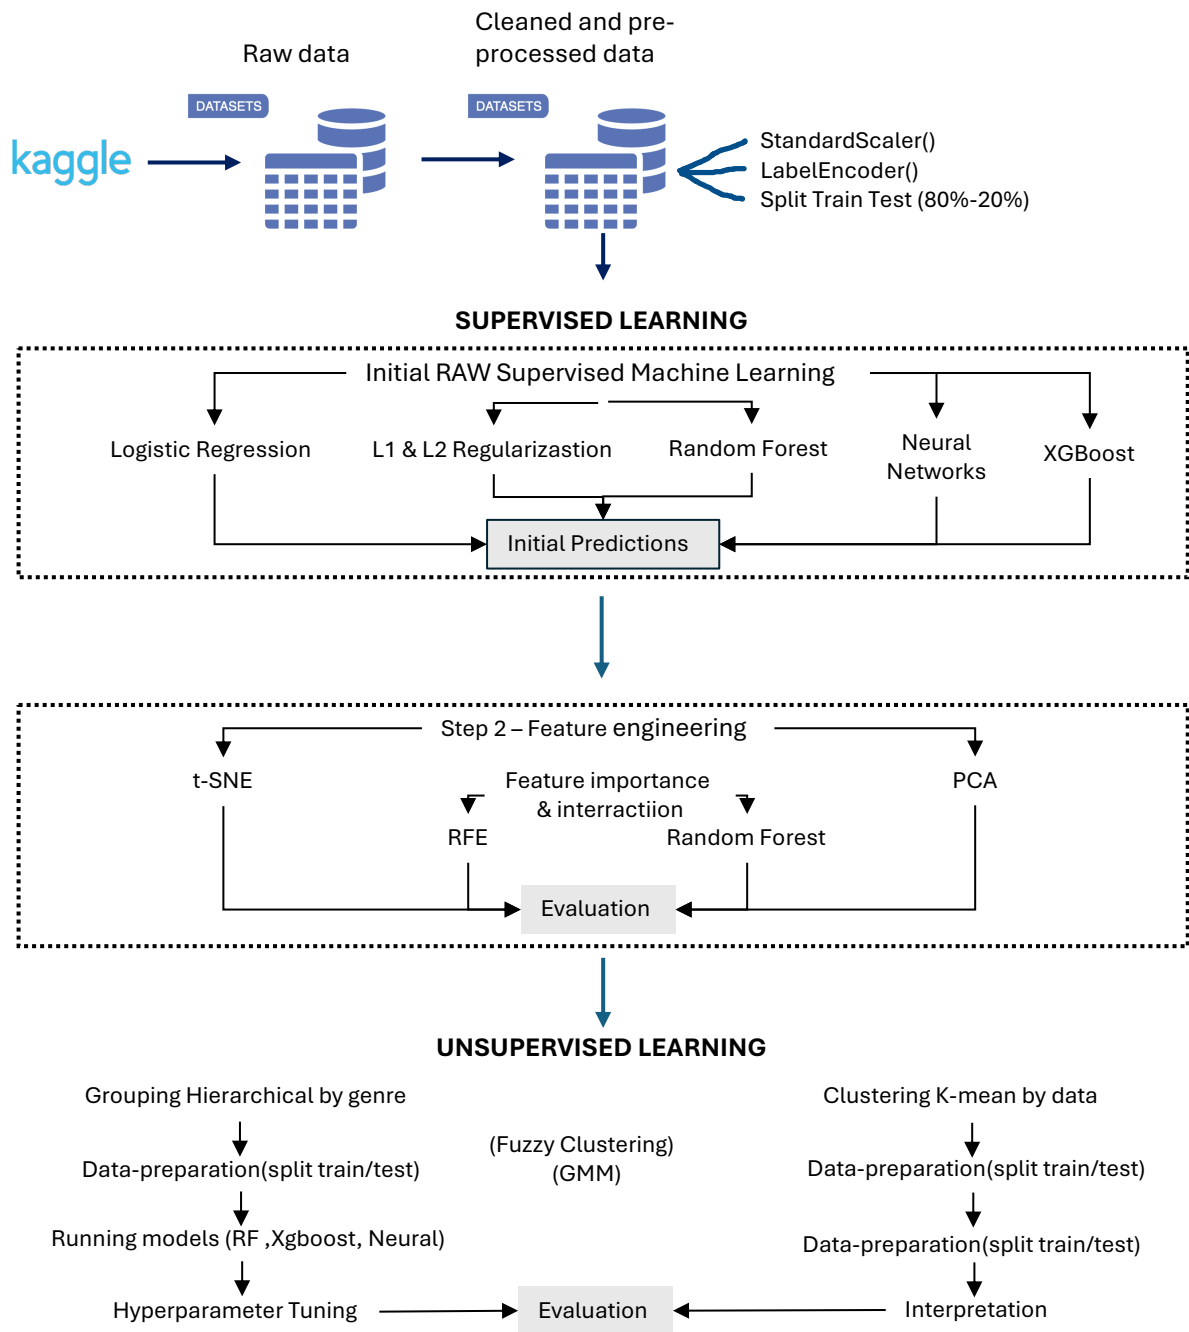 Cleaned and pre-
processed data
Raw data
DATASETS
DATASETS
kaggle
StandardScaler()
LabelEncoder()
Split Train Test (80%-20%)
SUPERVISED LEARNING
Initial RAW Supervised Machine Learning
Logistic Regression
L1 & L2 Regularizastion
Random Forest
Neural
Networks
XGBoost
Initial Predictions
Step 2 – Feature engineering
t-SNE
Feature importance
& interractiion
PCA
RFE
Random Forest
Evaluation
UNSUPERVISED LEARNING
Grouping Hierarchical by genre
Clustering K-mean by data
(Fuzzy Clustering)
(GMM)
Data-preparation(split train/test)
Data-preparation(split train/test)
Running models (RF ,Xgboost, Neural)
Data-preparation(split train/test)
Hyperparameter Tuning
Evaluation
Interpretation